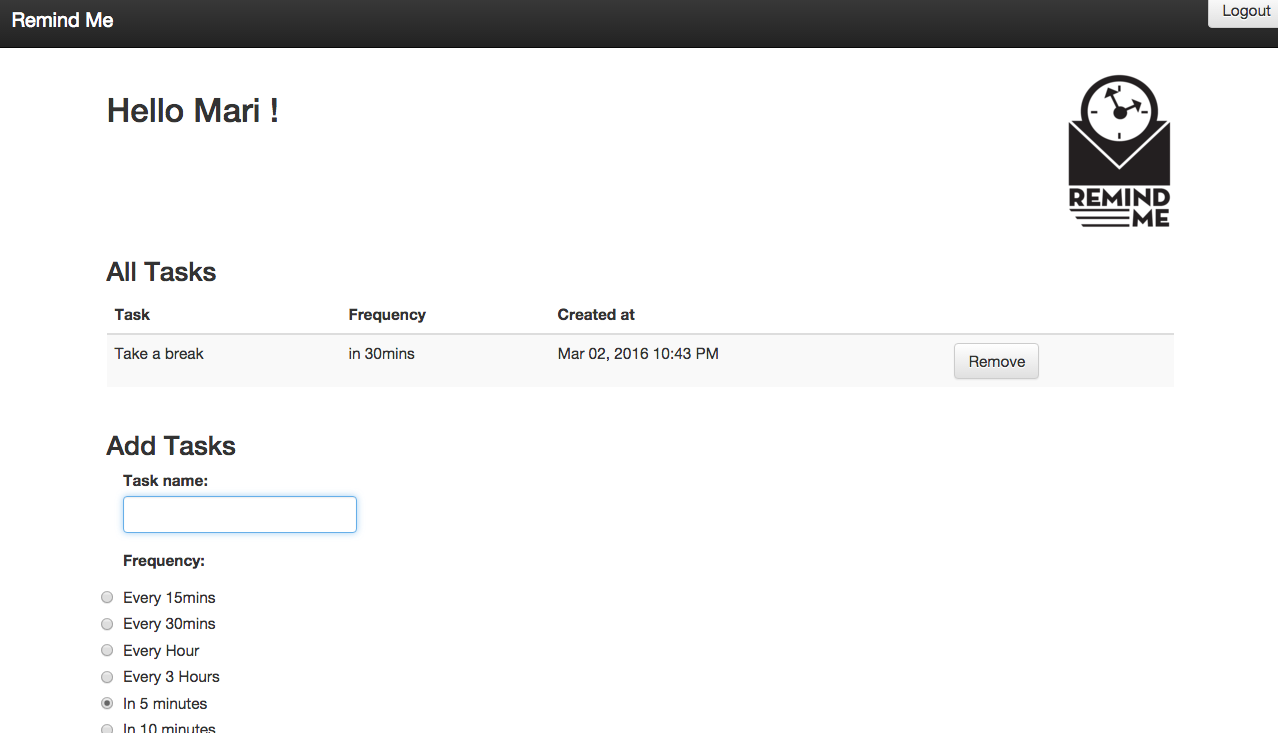 Remind Me
Logout
Hello Mari !
REMIND
ME
All Tasks
Task Frequency Created at
Take a break in 30mins Mar 02, 2016 10:43 PM Remove
Add Tasks
Task name:
Frequency:
Every 15mins
Every 30mins
Every Hour
Every 3 Hours
In 5 minutes
In 10 minutes